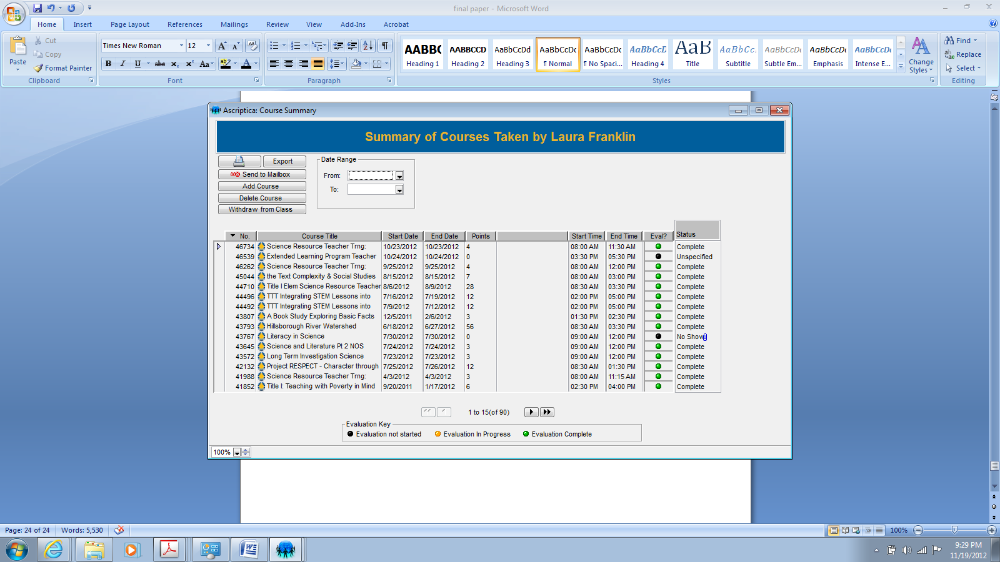 final paper - Microsoft Word
Home Insert Page Layout References Mailings Review View Add-Ins Acrobat
Paste
Cut
Copy
Format Painter
Clipboard
Times New Roman 12
Font
Paragraph
AABBC AABBCCD AaBbCcDd AaBbCcDc AaBbCcDc AaBbCcD AaB AaBbCc. AaBbCcDc AaBbCcDc AaBbCcDc
Heading 1 Heading 2 Heading 3 ¶ Normal ¶ No Spaci... Heading 4 Title Subtitle Subtle Em... Emphasis Intense E...
Change Styles
Styles
Find
Replace
Select
Editing
Ascriptica: Course Summary
Summary of Courses Taken by Laura Franklin
Export
Send to Mailbox
Add Course
Delete Course
Withdraw from Class
Date Range
From:
To:
No. Course Title Start Date End Date Points Start Time End Time Eval? Status
46734 Science Resource Teacher Trng: 10/23/2012 10/23/2012 4 08:00 AM 11:30 AM Complete
46539 Extended Learning Program Teacher 10/24/2012 10/24/2012 0 03:30 PM 05:30 PM Unspecified
46262 Science Resource Teacher Trng: 9/25/2012 9/25/2012 4 08:00 AM 12:00 PM Complete
45044 the Text Complexity & Social Studies 8/15/2012 8/15/2012 7 08:00 AM 03:00 PM Complete
44710 Title I Elem Science Resource Teacher 8/6/2012 8/9/2012 28 08:30 AM 03:30 PM Complete
44496 TTT Integrating STEM Lessons into 7/16/2012 7/19/2012 12 02:00 PM 05:00 PM Complete
44492 TTT Integrating STEM Lessons into 7/9/2012 7/12/2012 12 02:00 PM 05:00 PM Complete
43807 A Book Study Exploring Basic Facts 12/5/2011 2/6/2012 3 01:30 PM 02:30 PM Complete
43793 Hillsborough River Watershed 6/18/2012 6/27/2012 56 08:30 AM 03:30 PM Complete
43767 Literacy in Science 7/30/2012 7/30/2012 0 09:00 AM 12:00 PM No Show
43645 Science and Literature Pt 2 NOS 7/24/2012 7/24/2012 3 09:00 AM 12:00 PM Complete
43572 Long Term Investigation Science 7/23/2012 7/23/2012 3 09:00 AM 12:00 PM Complete
42132 Project RESPECT - Character through 7/25/2012 7/26/2012 12 08:30 AM 01:30 PM Complete
41988 Science Resource Teacher Trng: 4/3/2012 4/3/2012 3 08:00 AM 11:15 AM Complete
41852 Title I: Teaching with Poverty in Mind 9/20/2011 1/17/2012 6 02:30 PM 04:00 PM Complete
1 to 15(of 90)
Evaluation Key
Evaluation not started Evaluation In Progress Evaluation Complete
100%
Page: 24 of 24 Words: 5,530 100%
9:29 PM
11/19/2012